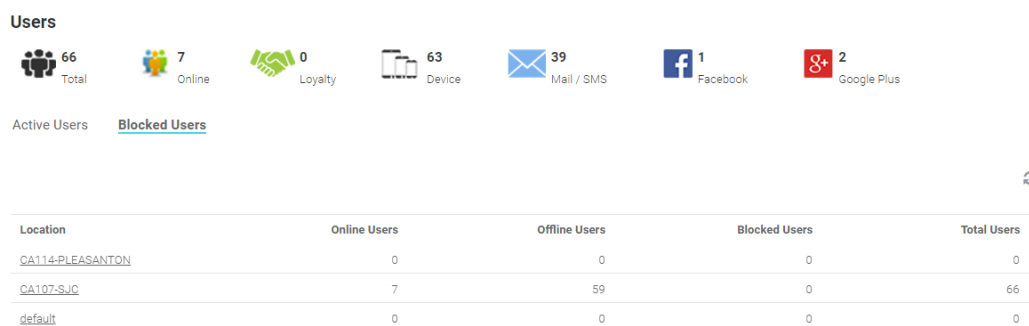 Users
66 7 0 63 39 1 2
Total Online Loyalty Device Mail / SMS Facebook Google Plus
Active Users Blocked Users
Location Online Users Offline Users Blocked Users Total Users
CA114-PLEASANTON 0 0 0 0
CA107-SJC 7 59 0 66
default 0 0 0 0